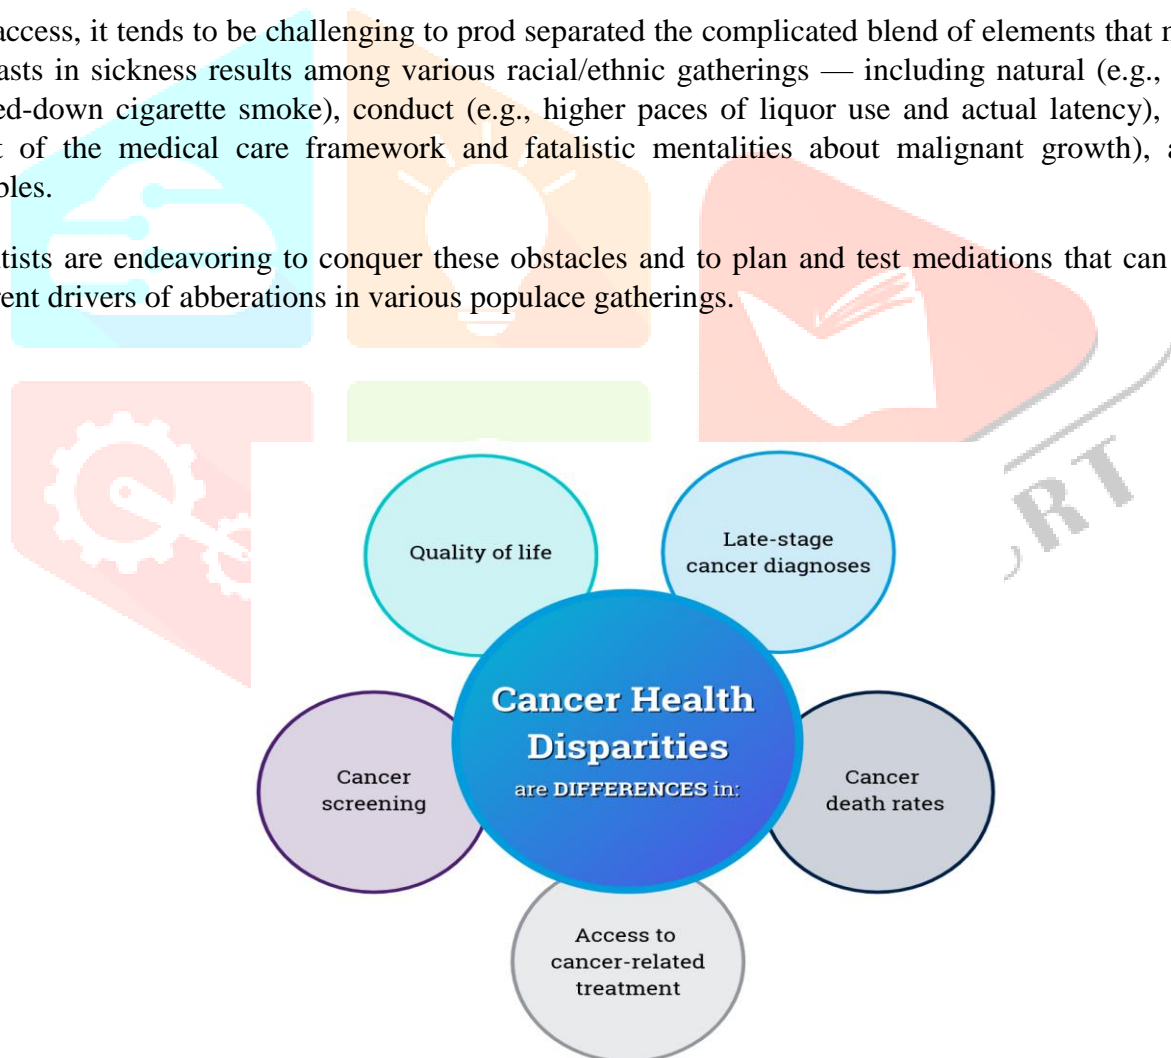 access, it tends to be challenging to prod separated the complicated blend of elements that
asts in sickness results among various racial/ethnic gatherings — including natural (e.g.,
ed-down cigarette smoke), conduct (e.g., higher paces of liquor use and actual latency),
t of the medical care framework and fatalistic mentalities about malignant growth), a
bles.
tists are endeavoring to conquer these obstacles and to plan and test mediations that can
rent drivers of abberations in various populace gatherings.
RT
Quality of life
Late-stage
cancer diagnoses
Cancer Health
Disparities
are DIFFERENCES in:
Cancer
screening
Cancer
death rates
Access to
cancer-related
treatment